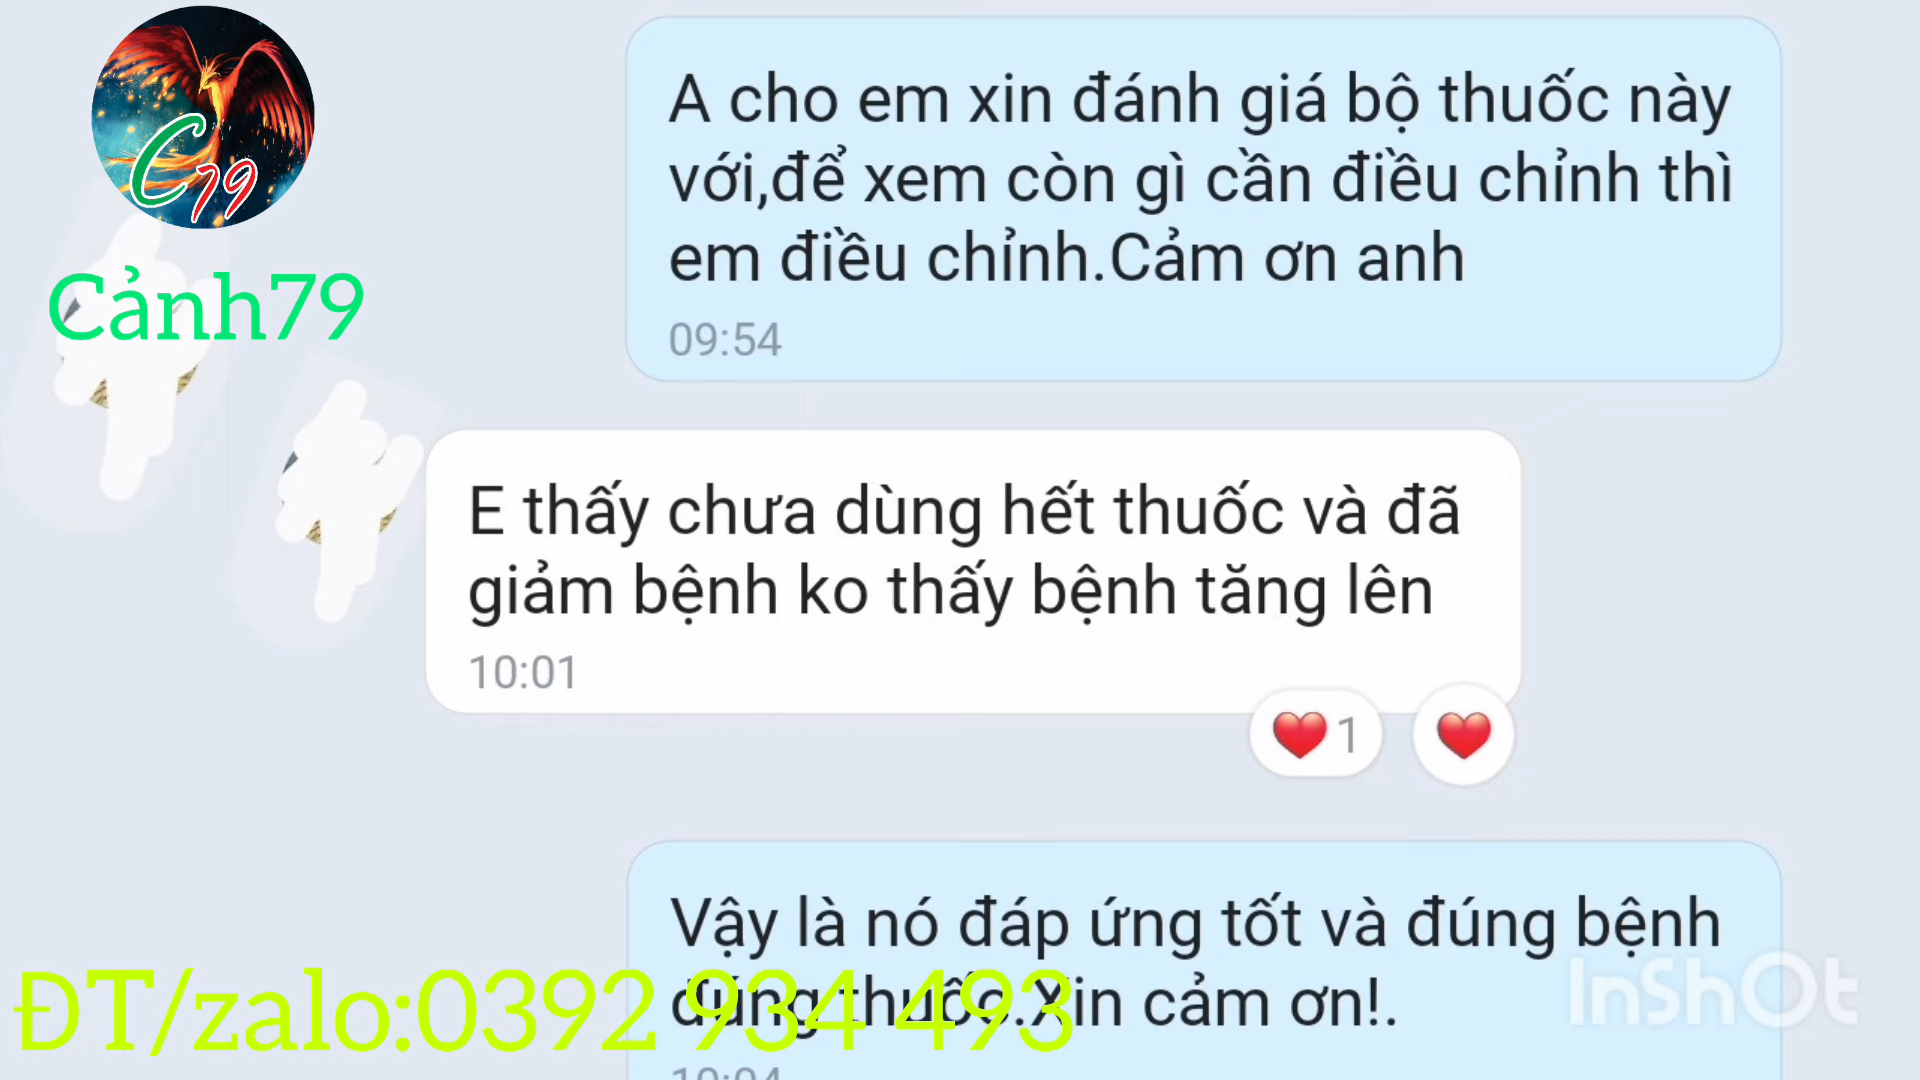 C79
Cảnh79
A cho em xin đánh giá bộ thuốc này
với,để xem còn gì cần điều chỉnh thì
em điều chỉnh.Cảm ơn anh
09:54
E thấy chưa dùng hết thuốc và đã
giảm bệnh ko thấy bệnh tăng lên
10:01
1
Vậy là nó đáp ứng tốt và đúng bệnh
đúng thuốc.Xin cảm ơn!.
ĐT/zalo:0392 934 493
InShOt